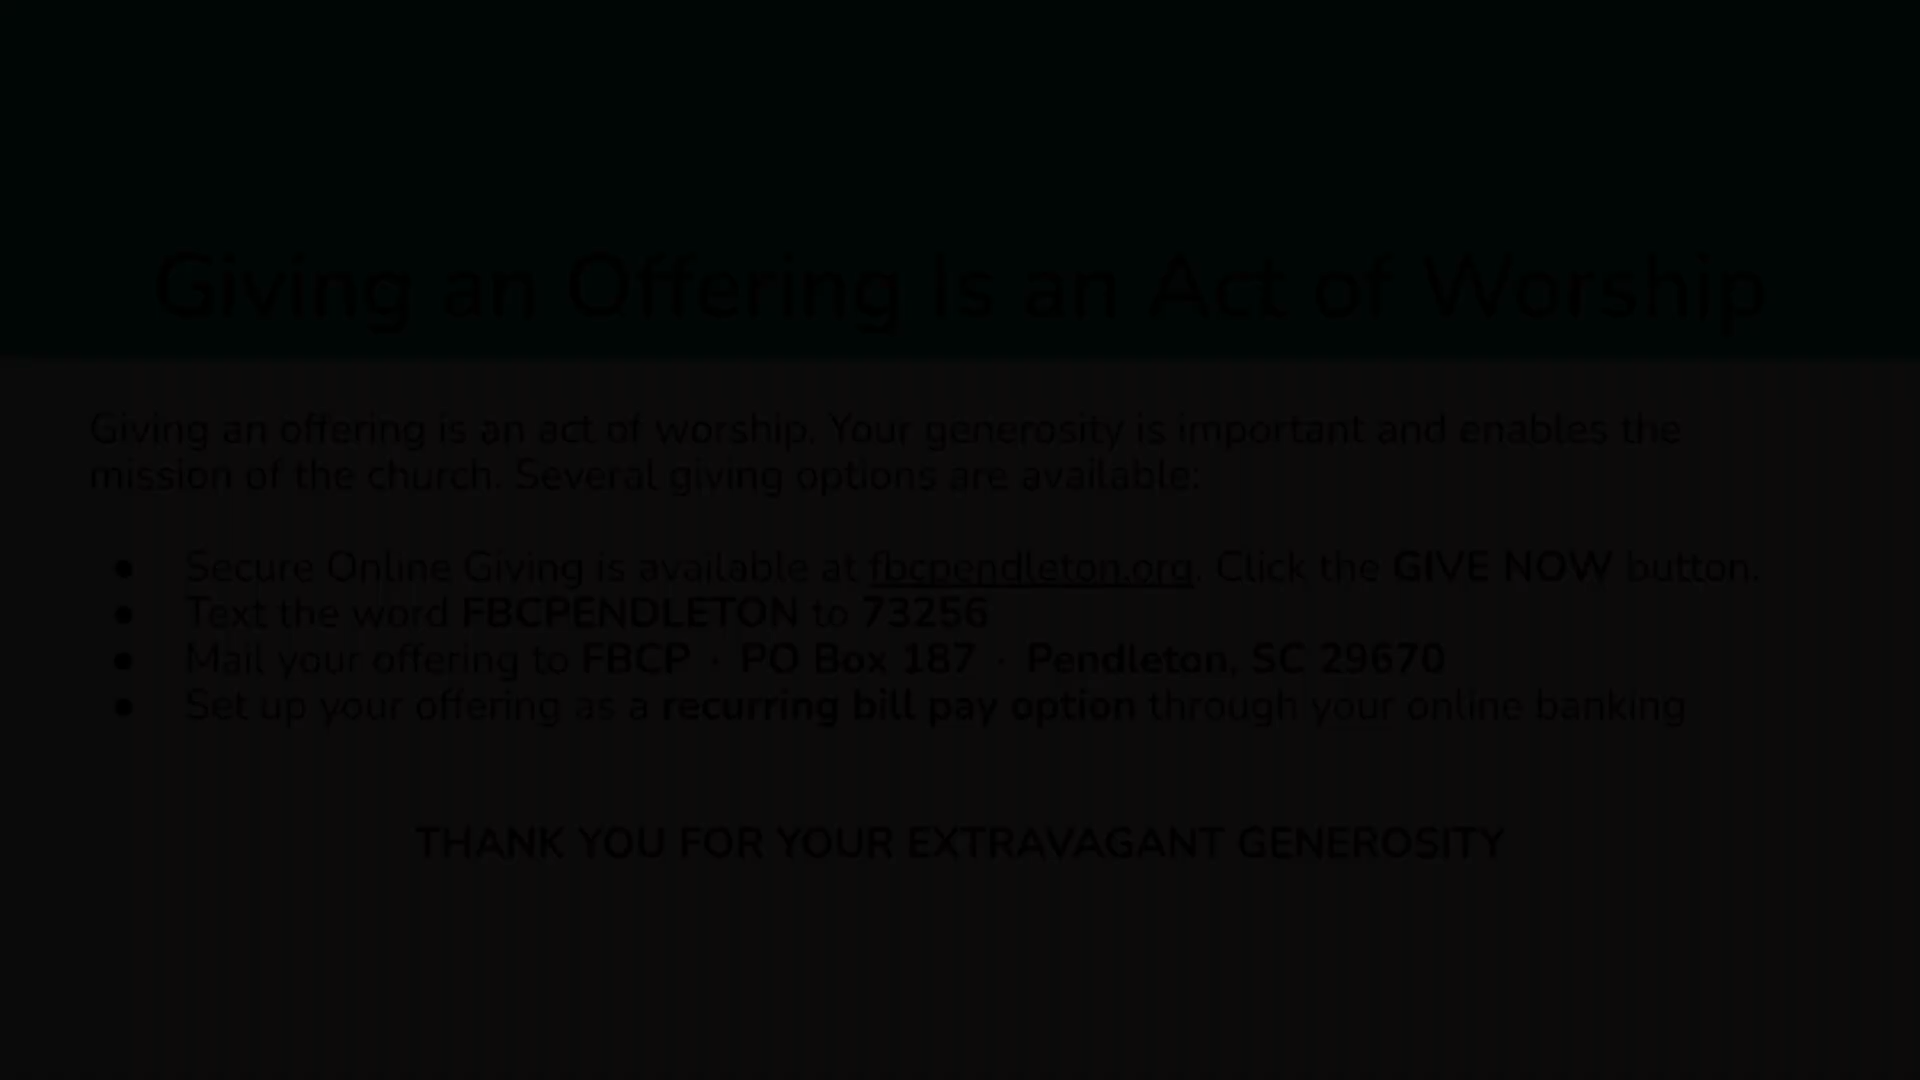 Giving an Offering Is an Act of Worship
Giving an offering is an act of worship. Your generosity is important and enables the
mission of the church. Several giving options are available:
● Secure Online Giving is available at fbcpendleton.org. Click the GIVE NOW button.
● Text the word FBCPENDLETON to 73256
● Mail your offering to FBCP · PO Box 187 · Pendleton, SC 29670
● Set up your offering as a recurring bill pay option through your online banking
THANK YOU FOR YOUR EXTRAVAGANT GENEROSITY